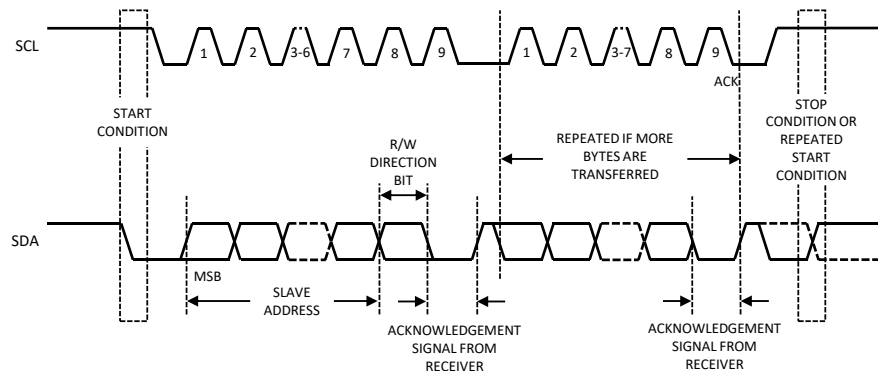 SCL
1 2 3-6 7 8 9 1 2 3-7 8 9
ACK
START
CONDITION
R/W
DIRECTION
BIT
REPEATED IF MORE
BYTES ARE
TRANSFERRED
STOP
CONDITION OR
REPEATED
START
CONDITION
SDA
MSB
SLAVE
ADDRESS
ACKNOWLEDGEMENT
SIGNAL FROM
RECEIVER
ACKNOWLEDGEMENT
SIGNAL FROM
RECEIVER